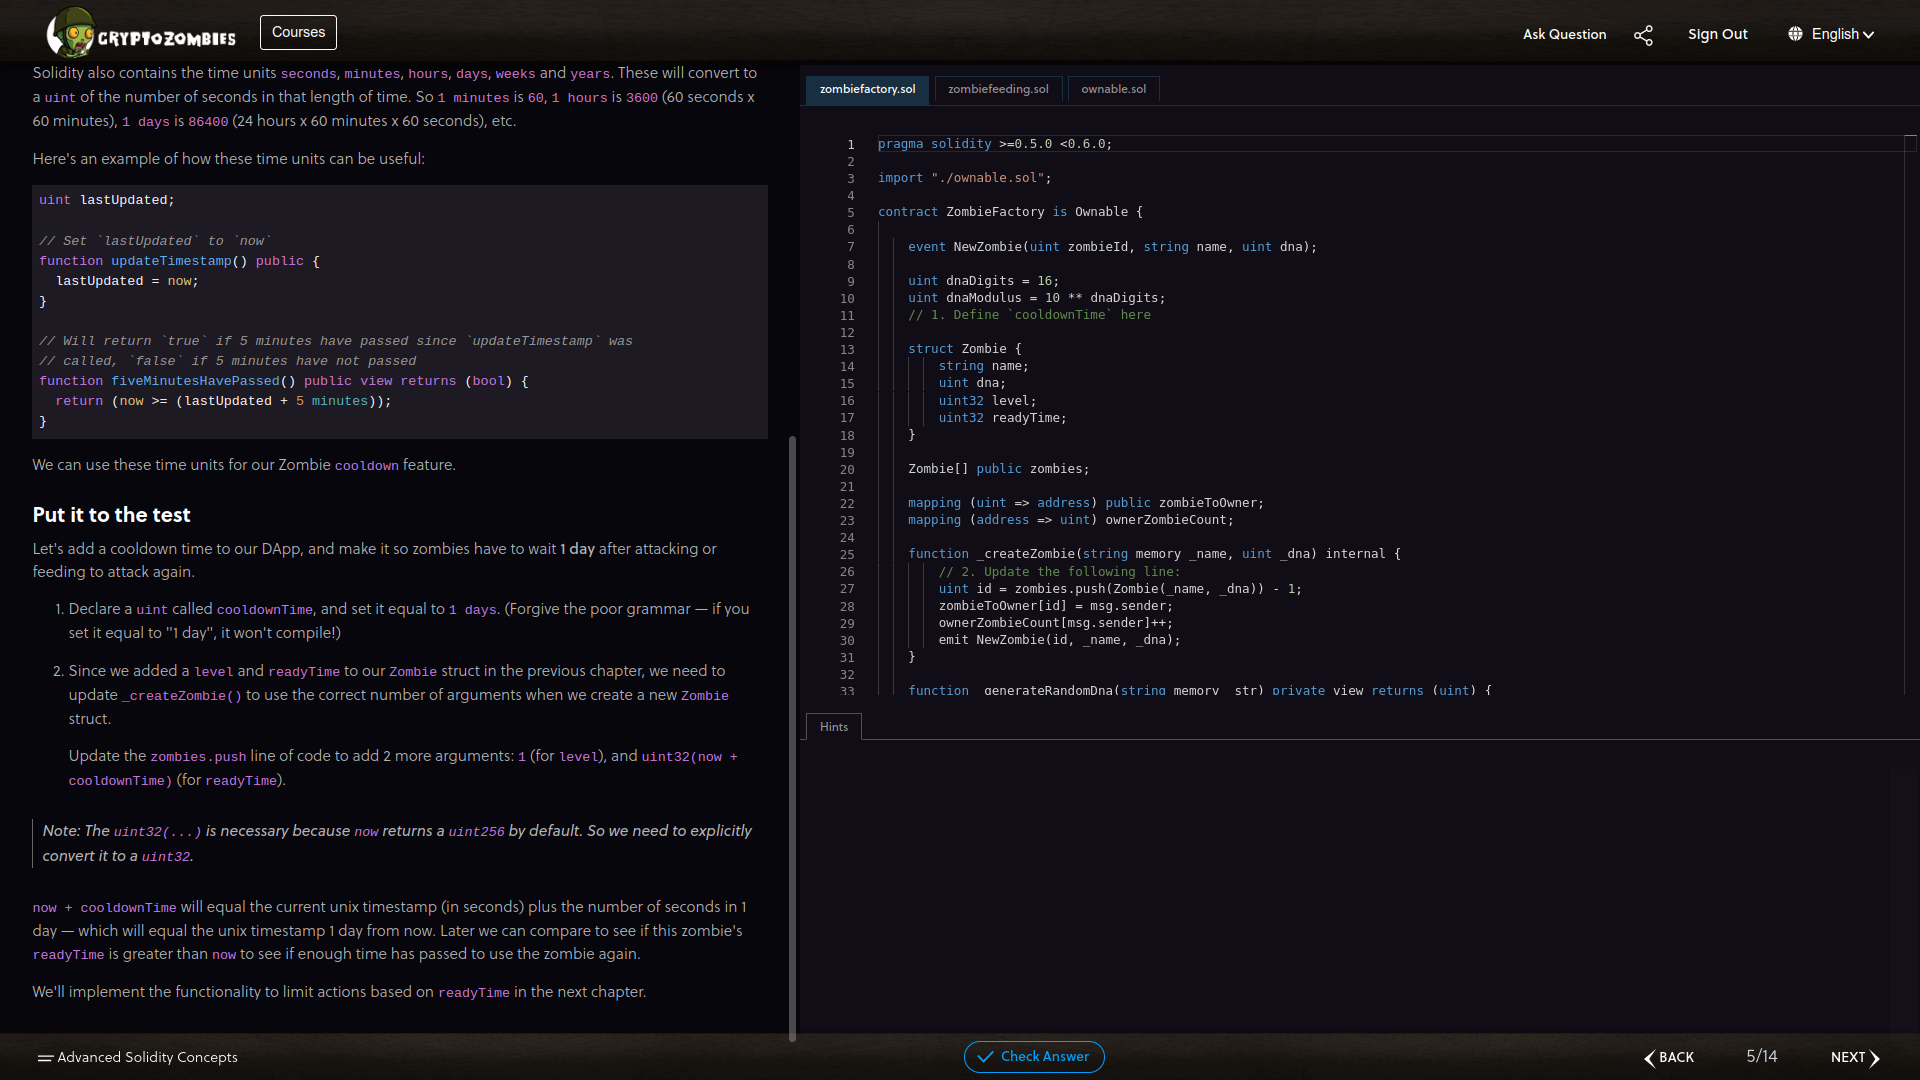 CRYPTOZOMBIES
Courses
Ask Question
Sign Out
English
Solidity also contains the time units seconds, minutes, hours, days, weeks and years. These will convert to
a uint of the number of seconds in that length of time. So 1 minutes is 60, 1 hours is 3600 (60 seconds x
60 minutes), 1 days is 86400 (24 hours x 60 minutes x 60 seconds), etc.
Here's an example of how these time units can be useful:
uint lastUpdated;
// Set `lastUpdated` to `now`
function updateTimestamp() public {
lastUpdated = now;
}
// Will return `true` if 5 minutes have passed since `updateTimestamp` was
// called, `false` if 5 minutes have not passed
function fiveMinutesHavePassed() public view returns (bool) {
return (now >= (lastUpdated + 5 minutes));
}
We can use these time units for our Zombie cooldown feature.
Put it to the test
Let's add a cooldown time to our DApp, and make it so zombies have to wait 1 day after attacking or
feeding to attack again.
1. Declare a uint called cooldownTime, and set it equal to 1 days. (Forgive the poor grammar — if you
set it equal to "1 day", it won't compile!)
2. Since we added a level and readyTime to our Zombie struct in the previous chapter, we need to
update _createZombie() to use the correct number of arguments when we create a new Zombie
struct.
Update the zombies.push line of code to add 2 more arguments: 1 (for level), and uint32(now +
cooldownTime) (for readyTime).
Note: The uint32(...) is necessary because now returns a uint256 by default. So we need to explicitly
convert it to a uint32.
now + cooldownTime will equal the current unix timestamp (in seconds) plus the number of seconds in 1
day — which will equal the unix timestamp 1 day from now. Later we can compare to see if this zombie's
readyTime is greater than now to see if enough time has passed to use the zombie again.
We'll implement the functionality to limit actions based on readyTime in the next chapter.
zombiefactory.sol
zombiefeeding.sol
ownable.sol
1 pragma solidity >=0.5.0 <0.6.0;
2
3 import "./ownable.sol";
4
5 contract ZombieFactory is Ownable {
6
7 event NewZombie(uint zombieId, string name, uint dna);
8
9 uint dnaDigits = 16;
10 uint dnaModulus = 10 ** dnaDigits;
11 // 1. Define `cooldownTime` here
12
13 struct Zombie {
14 string name;
15 uint dna;
16 uint32 level;
17 uint32 readyTime;
18 }
19
20 Zombie[] public zombies;
21
22 mapping (uint => address) public zombieToOwner;
23 mapping (address => uint) ownerZombieCount;
24
25 function _createZombie(string memory _name, uint _dna) internal {
26 // 2. Update the following line:
27 uint id = zombies.push(Zombie(_name, _dna)) - 1;
28 zombieToOwner[id] = msg.sender;
29 ownerZombieCount[msg.sender]++;
30 emit NewZombie(id, _name, _dna);
31 }
32
33 function _generateRandomDna(string memory _str) private view returns (uint) {
Hints
Advanced Solidity Concepts
Check Answer
BACK
5/14
NEXT